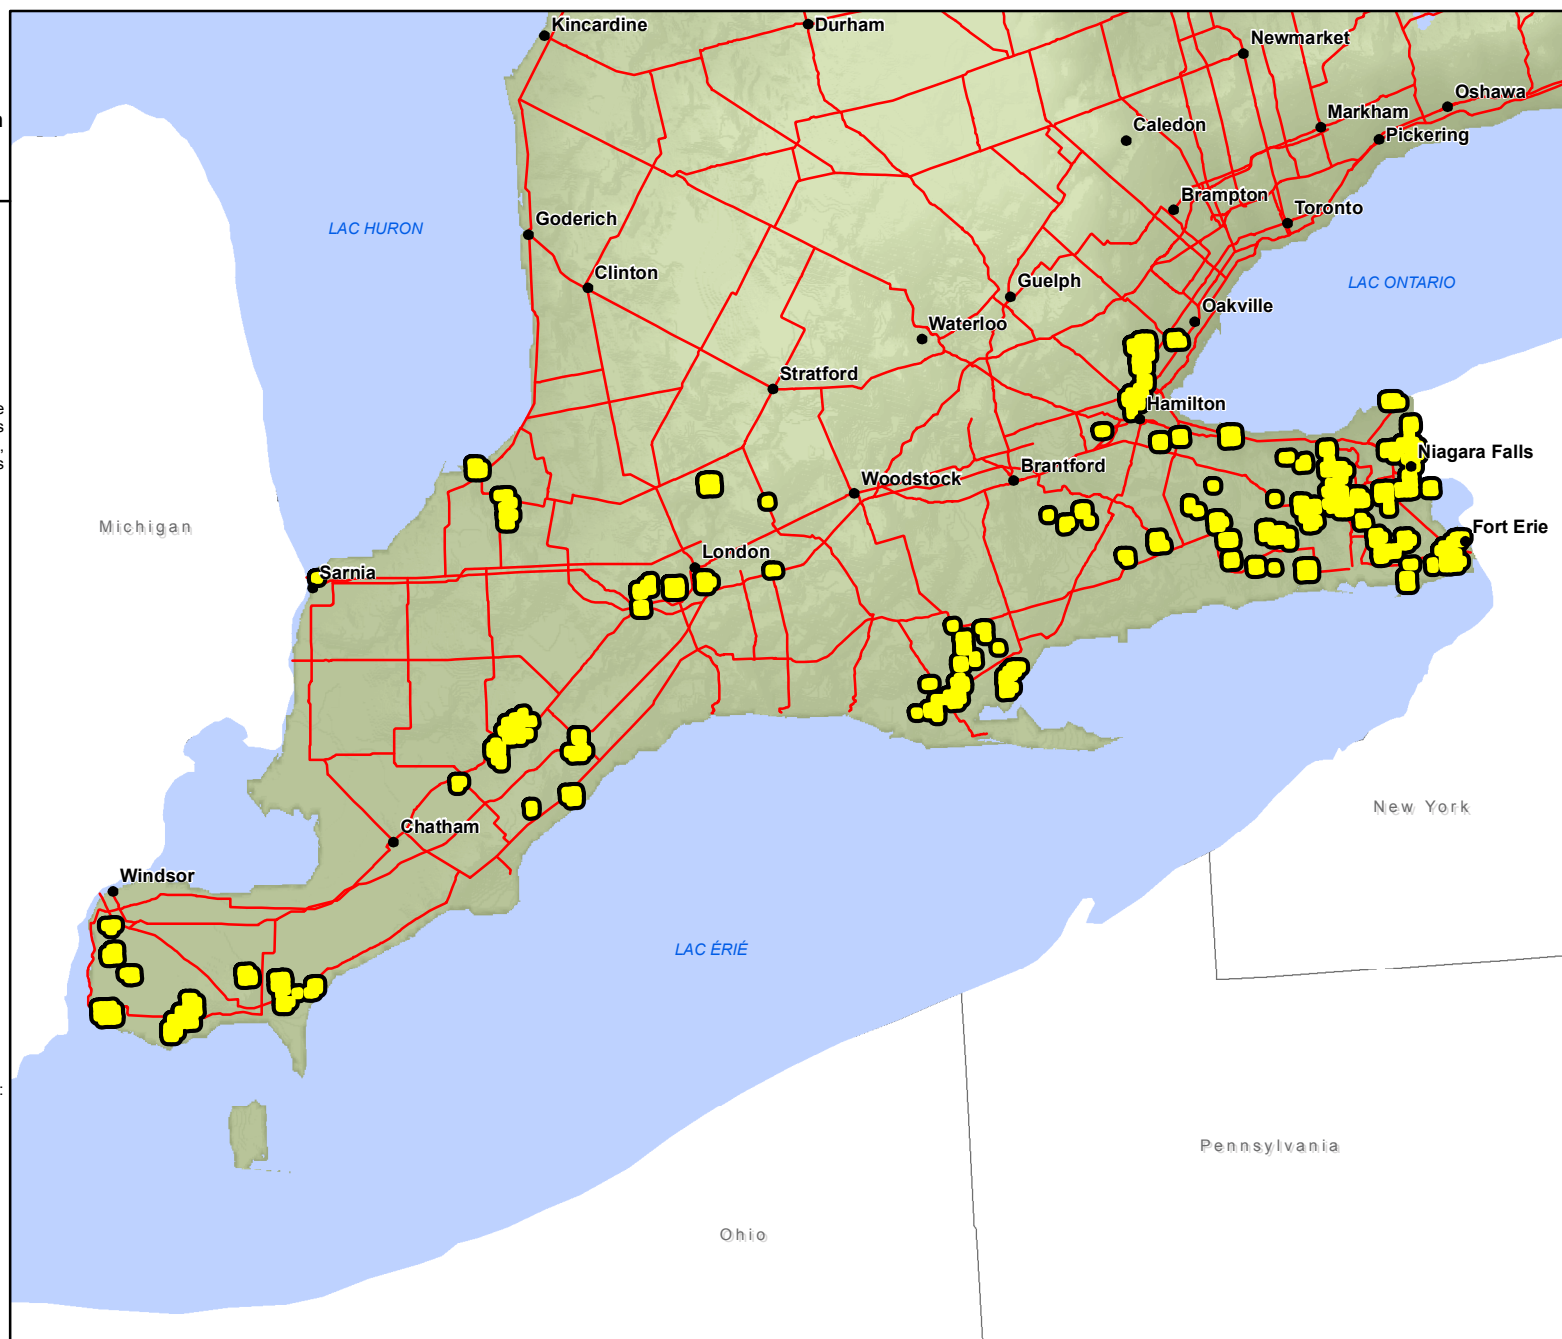 Kincardine
Durham
Newmarket
Oshawa
Markham
Caledon
Pickering
Brampton
Toronto
Goderich
LAC HURON
Clinton
Guelph
LAC ONTARIO
Oakville
Waterloo
Stratford
Hamilton
Niagara Falls
Brantford
Woodstock
Michigan
Fort Erie
London
Sarnia
New York
Chatham
Windsor
LAC ÉRIÉ
Pennsylvania
Ohio